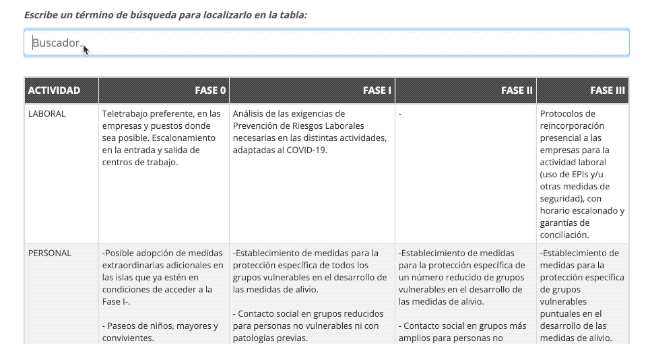 Escribe un término de búsqueda para localizarlo en la tabla:
Buscador.
ACTIVIDAD FASE 0 FASE I FASE II FASE III
LABORAL
Teletrabajo preferente, en las
empresas y puestos donde
sea posible. Escalonamiento
en la entrada y salida de
centros de trabajo.
Análisis de las exigencias de
Prevención de Riesgos Laborales
necesarias en las distintas actividades,
adaptadas al COVID-19.
-
Protocolos de
reincorporación
presencial a las
empresas para la
actividad laboral
(uso de EPIs y/u
otras medidas de
seguridad), con
horario escalonado y
garantías de
conciliación.
PERSONAL
-Posible adopción de medidas
extraordinarias adicionales en
las islas que ya estén en
condiciones de acceder a la
Fase I-.
- Paseos de niños, mayores y
convivientes.
-Establecimiento de medidas para la
protección específica de todos los
grupos vulnerables en el desarrollo de
las medidas de alivio.
- Contacto social en grupos reducidos
para personas no vulnerables ni con
patologías previas.
-Establecimiento de medidas
para la protección específica de
un número reducido de grupos
vulnerables en el desarrollo de
las medidas de alivio.
- Contacto social en grupos más
amplios para personas no
-Establecimiento de
medidas para la
protección específica
de grupos
vulnerables
puntuales en el
desarrollo de las
medidas de alivio.